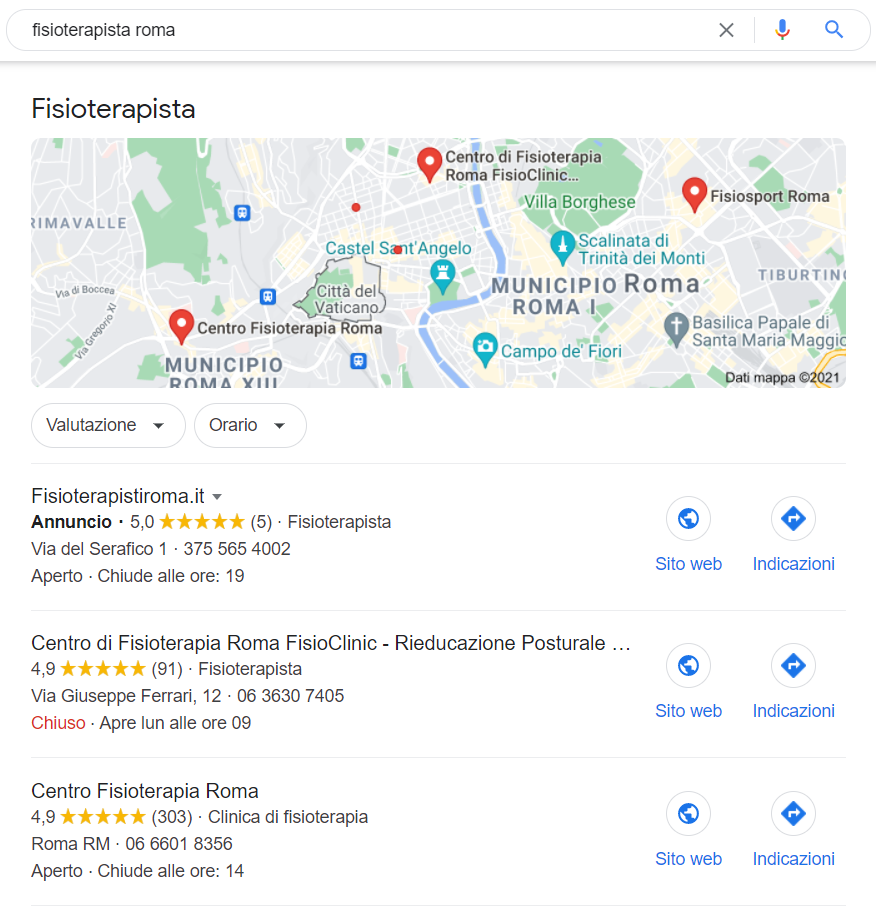 fisioterapista roma
Fisioterapista
Centro di Fisioterapia
Roma FisioClinic...
Fisiosport Roma
Villa Borghese
RIMAVALLE
Castel Sant'Angelo
Scalinata di
Trinità dei Monti
TIBURTINO
Via di Boccea
Città del
Vaticano
MUNICIPIO
ROMA I
Roma
Via Gregorio XI
Centro Fisioterapia Roma
Basilica Papale di
Santa Maria Maggio
Campo de' Fiori
MUNICIPIO
ROMA XIII
Dati mappa ©2021
Valutazione
Orario
Fisioterapistiroma.it
Annuncio · 5,0 ★★★★★ (5) · Fisioterapista
Via del Serafico 1 · 375 565 4002
Aperto · Chiude alle ore: 19
Sito web
Indicazioni
Centro di Fisioterapia Roma FisioClinic - Rieducazione Posturale ...
4,9 ★★★★★ (91) · Fisioterapista
Via Giuseppe Ferrari, 12 · 06 3630 7405
Chiuso · Apre lun alle ore 09
Sito web
Indicazioni
Centro Fisioterapia Roma
4,9 ★★★★★ (303) · Clinica di fisioterapia
Roma RM · 06 6601 8356
Aperto · Chiude alle ore: 14
Sito web
Indicazioni